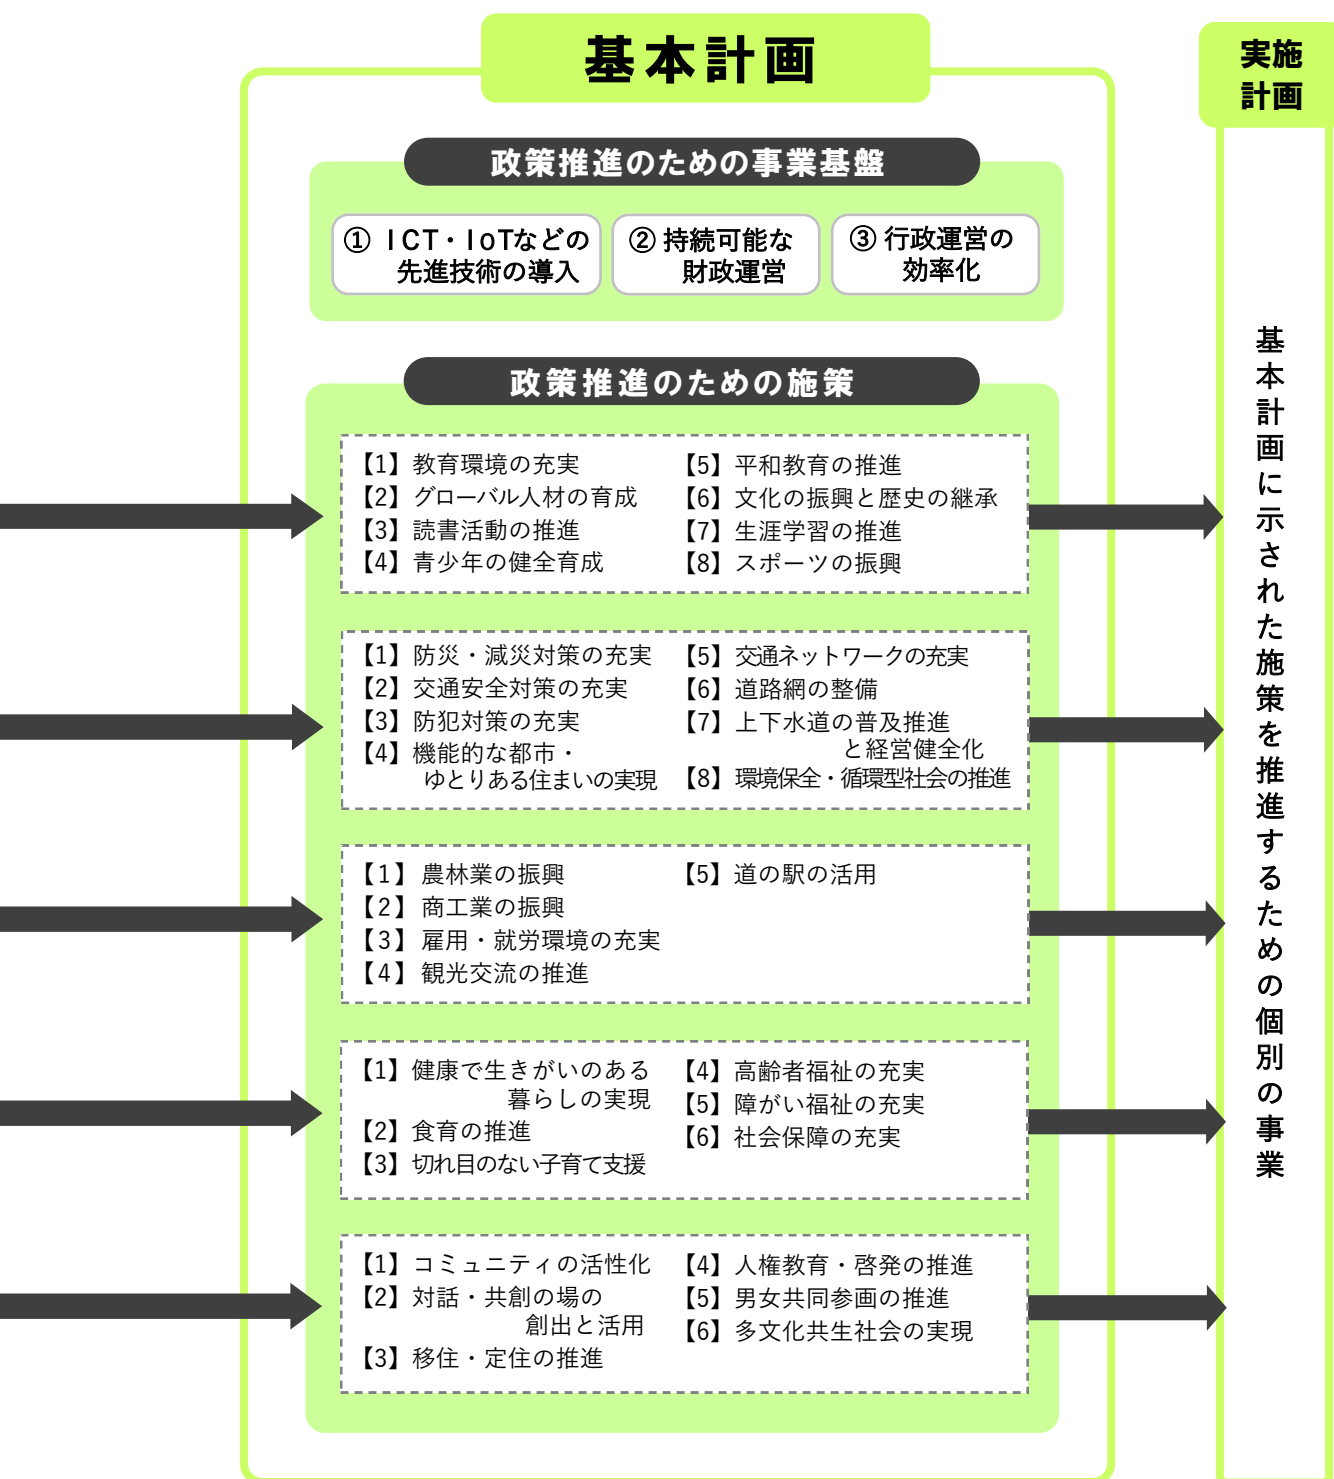 基本計画
政策推進のための事業基盤
① ICT・IoTなどの
先進技術の導入
② 持続可能な
財政運営
③ 行政運営の
効率化
政策推進のための施策
【1】教育環境の充実
【2】グローバル人材の育成
【3】読書活動の推進
【4】青少年の健全育成
【5】平和教育の推進
【6】文化の振興と歴史の継承
【7】生涯学習の推進
【8】スポーツの振興
【1】防災・減災対策の充実
【2】交通安全対策の充実
【3】防犯対策の充実
【4】機能的な都市・
ゆとりある住まいの実現
【5】交通ネットワークの充実
【6】道路網の整備
【7】上下水道の普及推進
と経営健全化
【8】環境保全・循環型社会の推進
【1】農林業の振興
【2】商工業の振興
【3】雇用・就労環境の充実
【4】観光交流の推進
【5】道の駅の活用
【1】健康で生きがいのある
暮らしの実現
【2】食育の推進
【3】切れ目のない子育て支援
【4】高齢者福祉の充実
【5】障がい福祉の充実
【6】社会保障の充実
【1】コミュニティの活性化
【2】対話・共創の場の
創出と活用
【3】移住・定住の推進
【4】人権教育・啓発の推進
【5】男女共同参画の推進
【6】多文化共生社会の実現
実施
計画
基本計画に示された施策を推進するための個別の事業